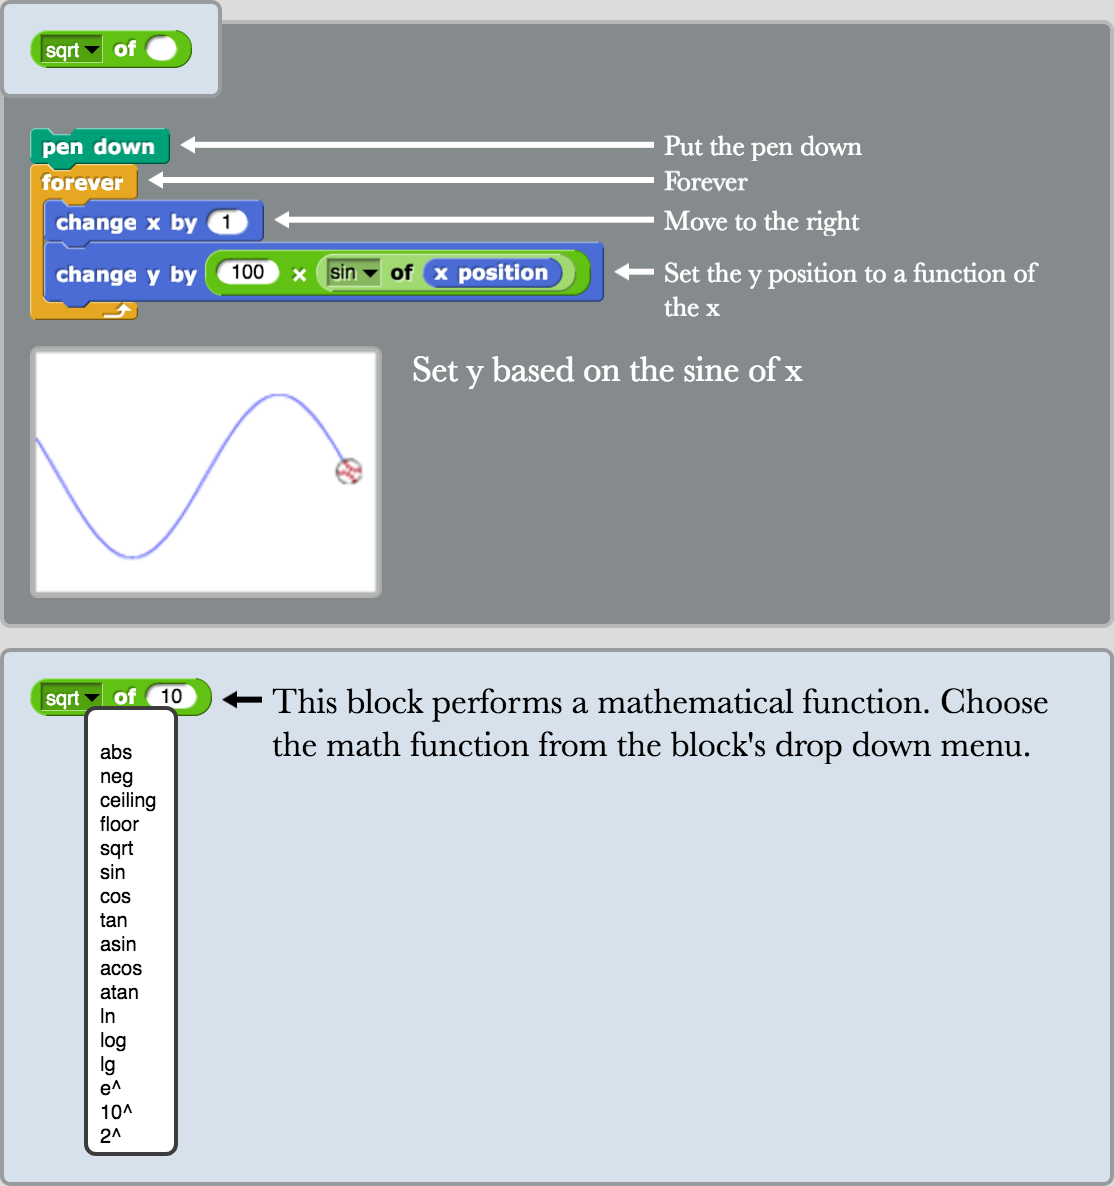 sqrt of
pen down
Put the pen down
forever
Forever
change x by 1
Move to the right
change y by 100 × sin of x position
Set the y position to a function of
the x
Set y based on the sine of x
sqrt of 10
This block performs a mathematical function. Choose
the math function from the block's drop down menu.
abs
neg
ceiling
floor
sqrt
sin
cos
tan
asin
acos
atan
ln
log
lg
e^
10^
2^